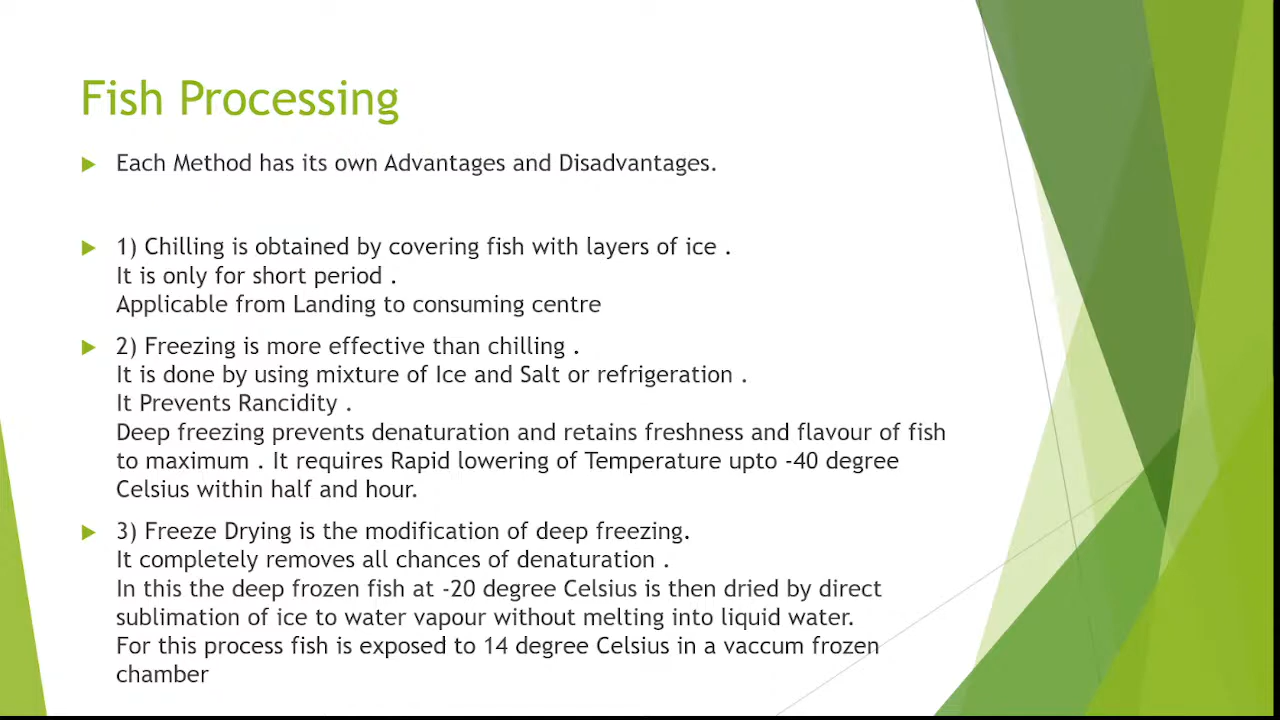 Fish Processing
Each Method has its own Advantages and Disadvantages.
1) Chilling is obtained by covering fish with layers of ice .
It is only for short period .
Applicable from Landing to consuming centre
2) Freezing is more effective than chilling .
It is done by using mixture of Ice and Salt or refrigeration .
It Prevents Rancidity .
Deep freezing prevents denaturation and retains freshness and flavour of fish
to maximum . It requires Rapid lowering of Temperature upto -40 degree
Celsius within half and hour.
3) Freeze Drying is the modification of deep freezing.
It completely removes all chances of denaturation .
In this the deep frozen fish at -20 degree Celsius is then dried by direct
sublimation of ice to water vapour without melting into liquid water.
For this process fish is exposed to 14 degree Celsius in a vaccum frozen
chamber